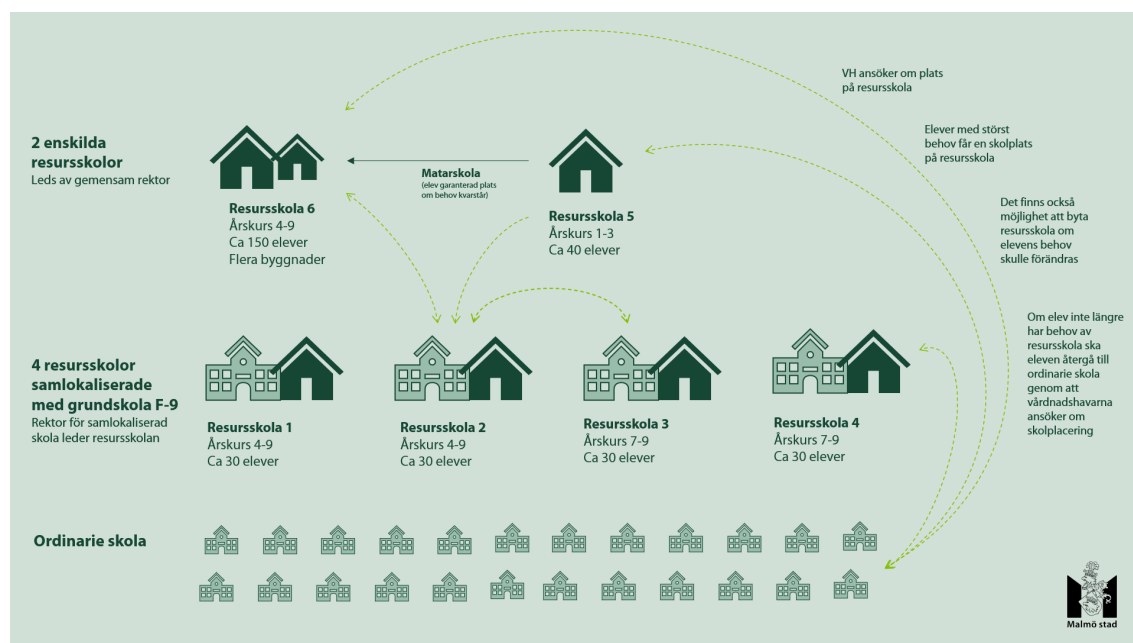 2 enskilda
resursskolor
Leds av gemensam rektor
Resursskola 6
Årskurs 4-9
Ca 150 elever
Flera byggnader
Matarskola
(elev garanterad plats
om behov kvarstår)
Resursskola 5
Årskurs 1-3
Ca 40 elever
VH ansöker om plats
på resursskola
Elever med störst
behov får en skolplats
på resursskola
Det finns också
möjlighet att byta
resursskola om
elevens behov
skulle förändras
Om elev inte längre
har behov av
resursskola ska
eleven återgå till
ordinarie skola
genom att
vårdnadshavarna
ansöker om
skolplacering
4 resursskolor
samlokaliserade
med grundskola F-9
Rektor för samlokaliserad
skola leder resursskolan
Resursskola 1
Årskurs 4-9
Ca 30 elever
Resursskola 2
Årskurs 4-9
Ca 30 elever
Resursskola 3
Årskurs 7-9
Ca 30 elever
Resursskola 4
Årskurs 7-9
Ca 30 elever
Ordinarie skola
Malmö stad